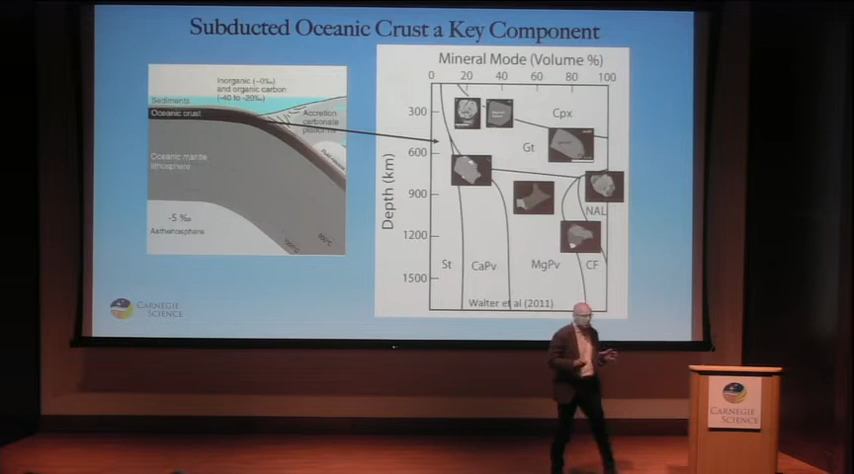 Subducted Oceanic Crust a Key Component
Inorganic (~0‰)
and organic carbon
(-40 to -20‰)
Sediments
Oceanic crust
Accretion
carbonate
platforms
Oceanic mantle
lithosphere
-5 ‰
Asthenosphere
Mineral Mode (Volume %)
0 20 40 60 80 100
Depth (km)
300
600
900
1200
1500
Cpx
Gt
NAL
St
CaPv
MgPv
CF
Walter et al (2011)
CARNEGIE
SCIENCE
CARNEGIE
SCIENCE